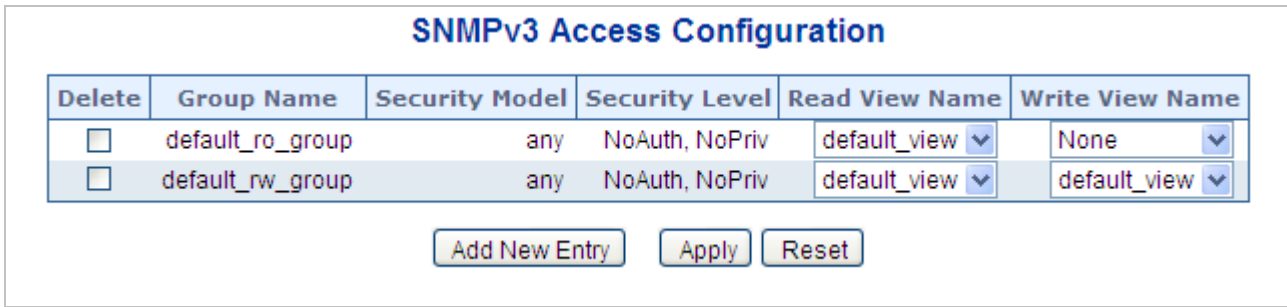 SNMPv3 Access Configuration
Delete Group Name Security Model Security Level Read View Name Write View Name
default_ro_group any NoAuth, NoPriv default_view None
default_rw_group any NoAuth, NoPriv default_view default_view
Add New Entry Apply Reset